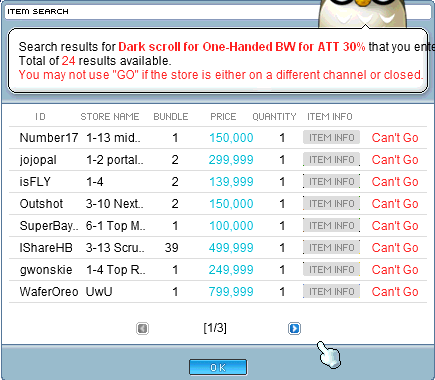 ITEM SEARCH
Search results for Dark scroll for One-Handed BW for ATT 30% that you ente
Total of 24 results available.
You may not use "GO" if the store is either on a different channel or closed.
ID STORE NAME BUNDLE PRICE QUANTITY ITEM INFO
Number17 1-13 mid.. 1 150,000 1 ITEM INFO Can't Go
jojopal 1-2 portal.. 2 299,999 1 ITEM INFO Can't Go
isFLY 1-4 2 139,999 1 ITEM INFO Can't Go
Outshot 3-10 Next.. 2 150,000 1 ITEM INFO Can't Go
SuperBay.. 6-1 Top M.. 1 100,000 1 ITEM INFO Can't Go
IShareHB 3-13 Scru.. 39 499,999 1 ITEM INFO Can't Go
gwonskie 1-4 Top R.. 1 249,999 1 ITEM INFO Can't Go
WaferOreo UwU 1 799,999 1 ITEM INFO Can't Go
[1/3]
OK